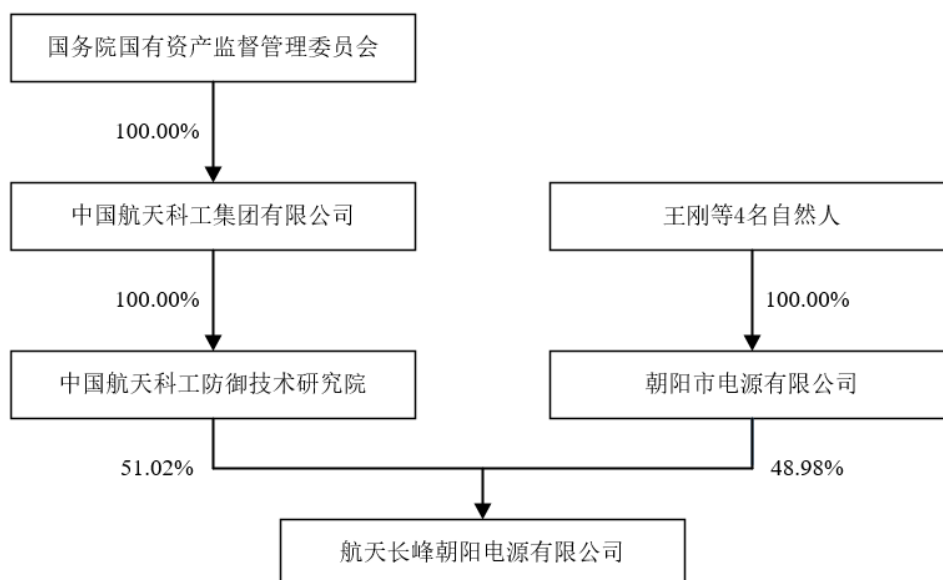 国务院国有资产监督管理委员会
100.00%
中国航天科工集团有限公司
王刚等4名自然人
100.00%
100.00%
中国航天科工防御技术研究院
朝阳市电源有限公司
51.02%
48.98%
航天长峰朝阳电源有限公司